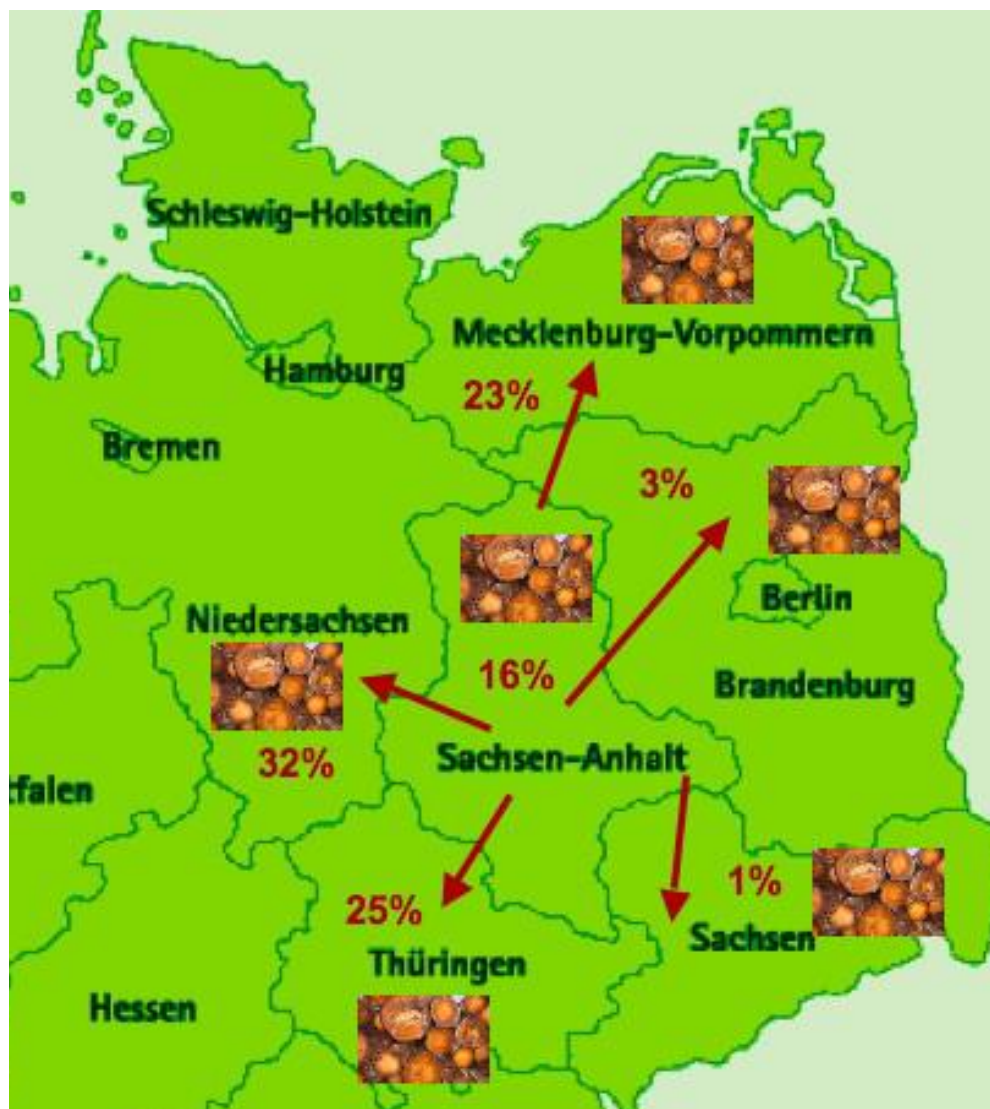 Schleswig-Holstein
Mecklenburg-Vorpommern
Hamburg
23%
Bremen
3%
Berlin
Niedersachsen
16%
Brandenburg
32%
Sachsen-Anhalt
tfalen
1%
25%
Sachsen
Thüringen
Hessen